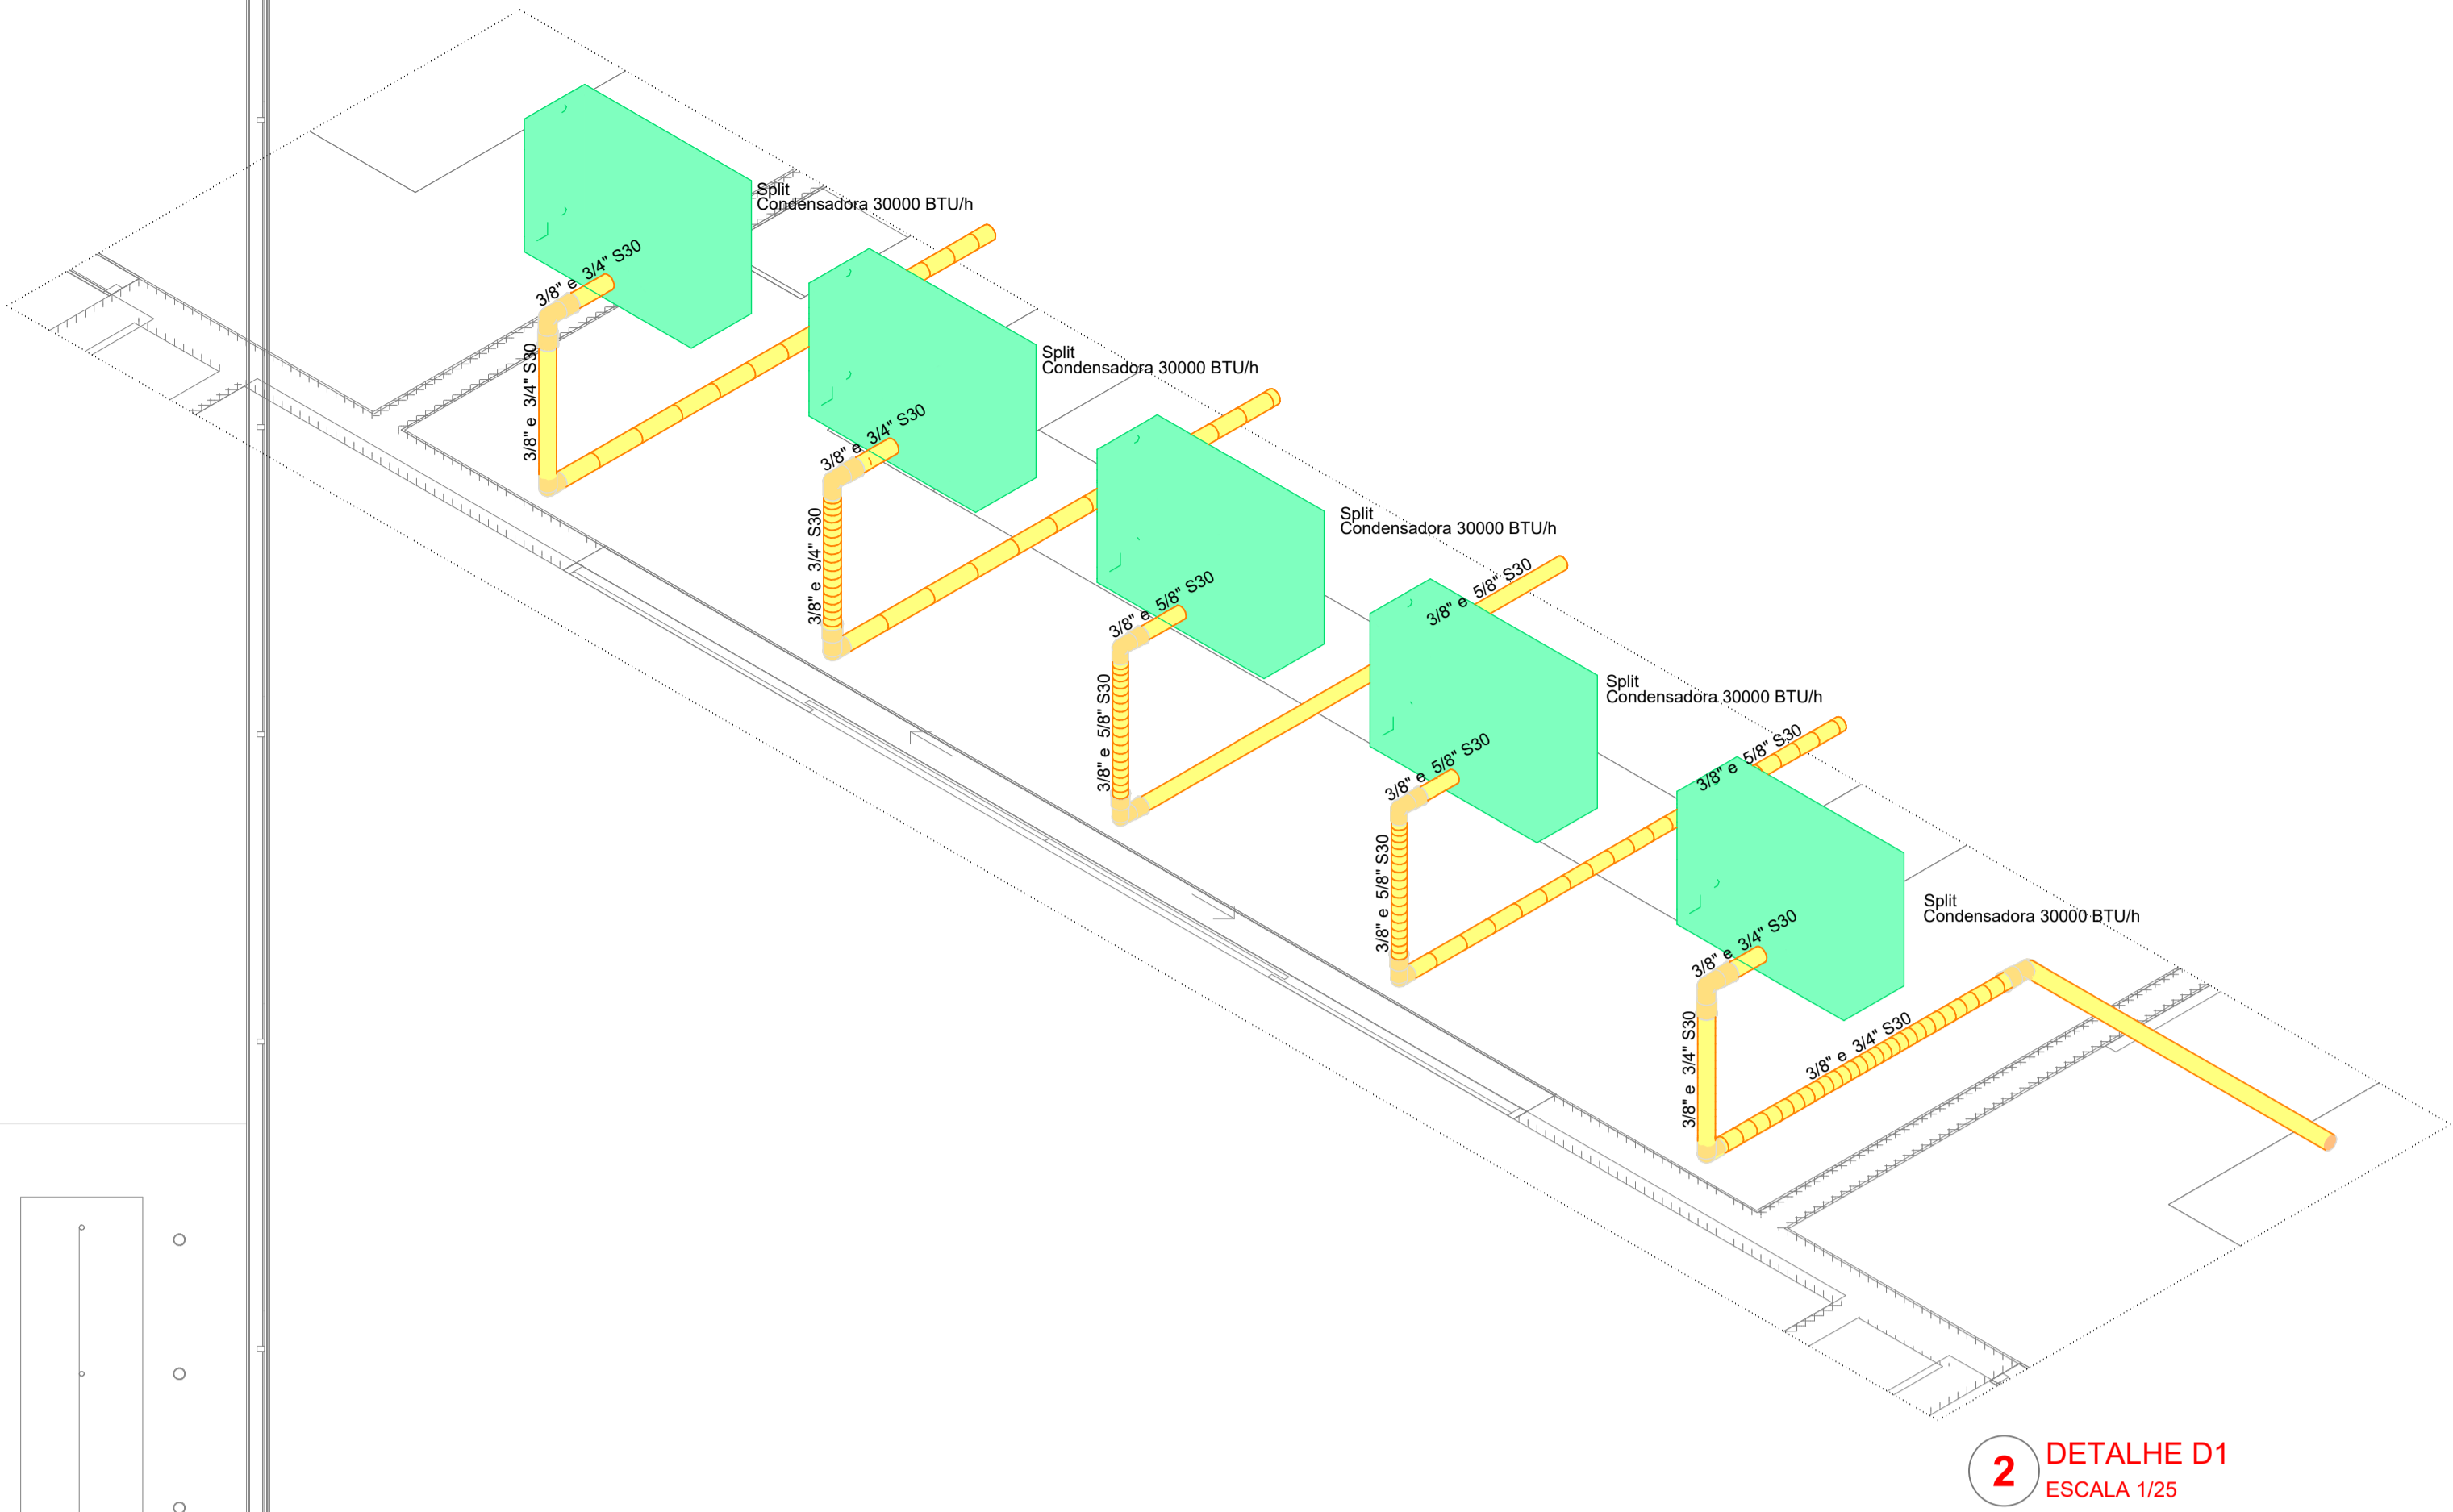 Split
Condensadora 30000 BTU/h
3/8" e 3/4" S30
3/8" e 3/4" S30
Split
Condensadora 30000 BTU/h
3/8" e 3/4" S30
3/8" e 3/4" S30
Split
Condensadora 30000 BTU/h
3/8" e 5/8" S30
3/8" e 5/8" S30
3/8" e 5/8" S30
Split
Condensadora 30000 BTU/h
3/8" e 5/8" S30
3/8" e 5/8" S30
3/8" e 5/8" S30
Split
Condensadora 30000 BTU/h
3/8" e 3/4" S30
3/8" e 3/4" S30
3/8" e 3/4" S30
2
DETALHE D1
ESCALA 1/25